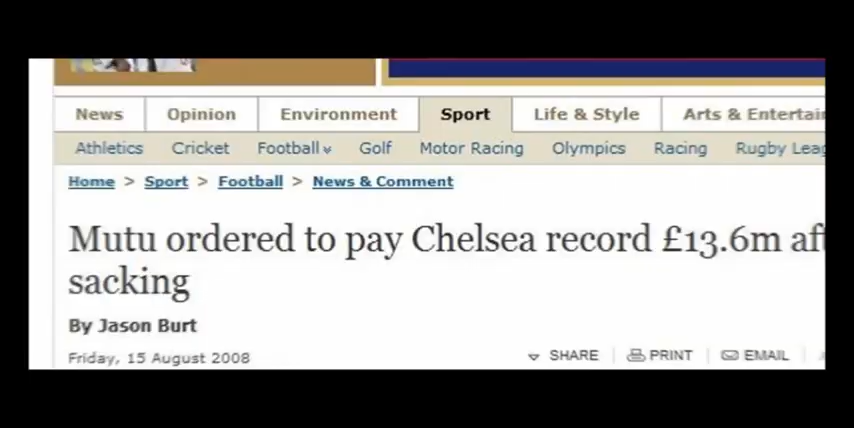 News Opinion Environment Sport Life & Style
Athletics Cricket Football Golf Motor Racing Olympics Racing Rugby
Home > Sport > Football > News & Comment
Mutu ordered to pay Chelsea record £13.6m
sacking
By Jason Burt
Friday, 15 August 2008 SHARE PRINT EMAIL